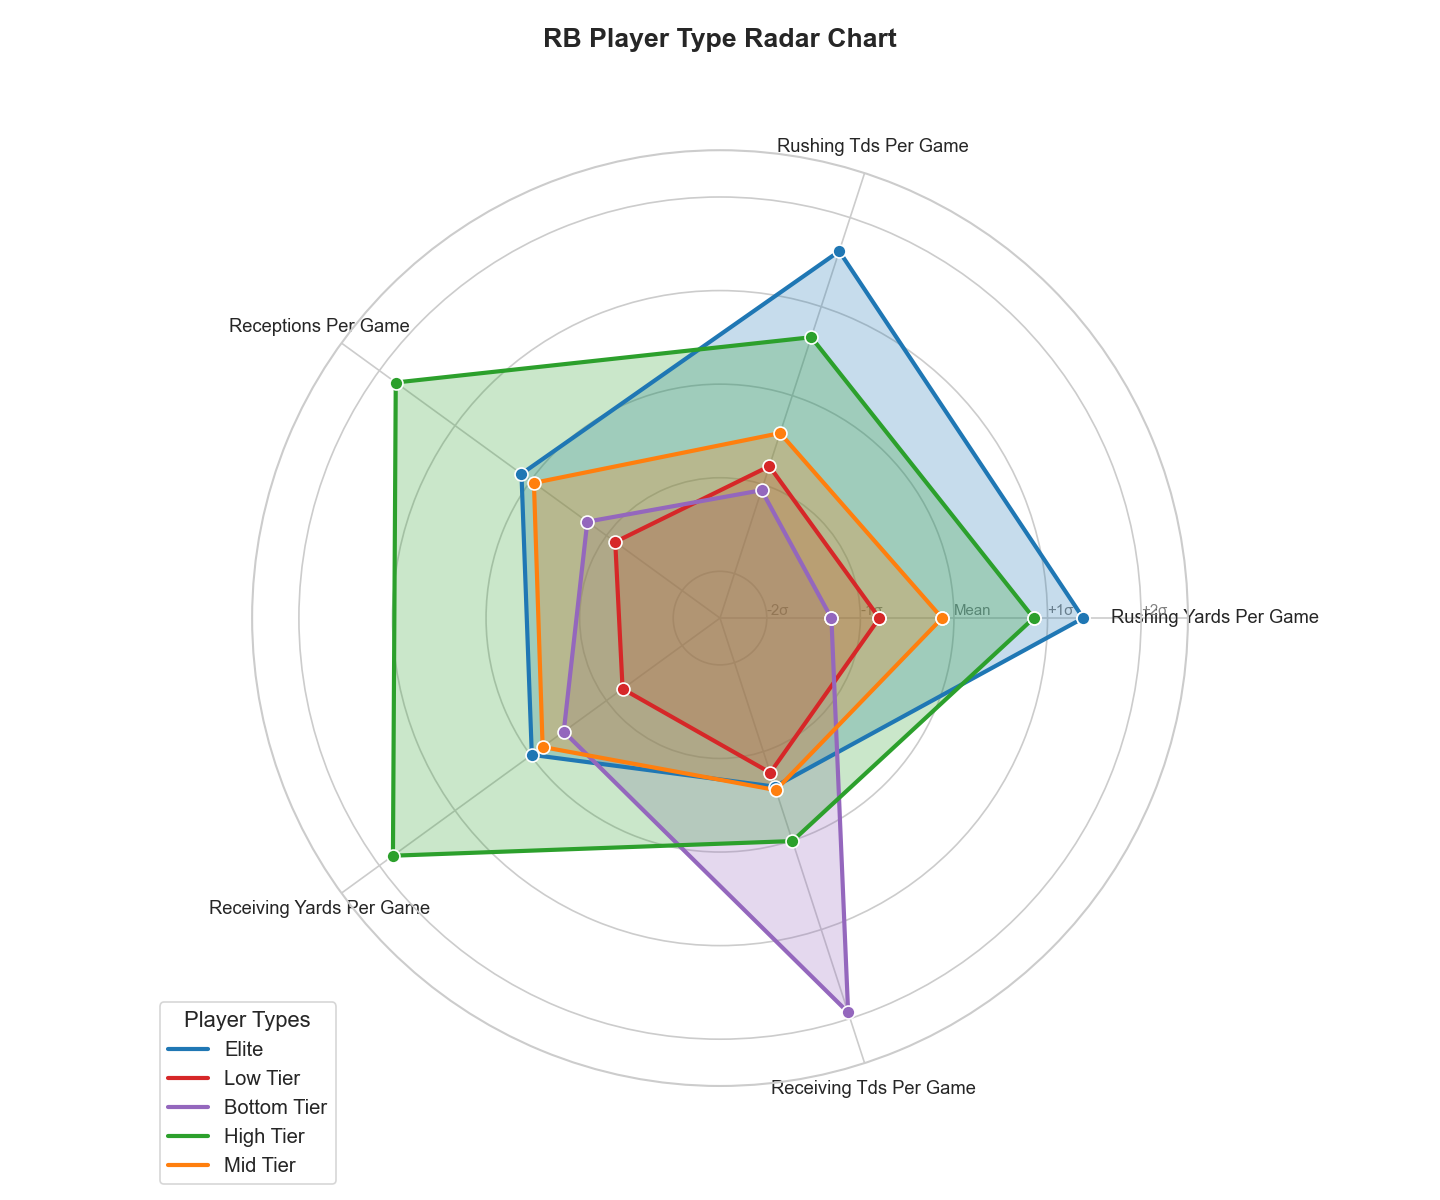 RB Player Type Radar Chart
Rushing Tds Per Game
Receptions Per Game
-2σ
-1σ
Mean
+1σ
+2σ
Rushing Yards Per Game
Receiving Yards Per Game
Receiving Tds Per Game
Player Types
Elite
Low Tier
Bottom Tier
High Tier
Mid Tier